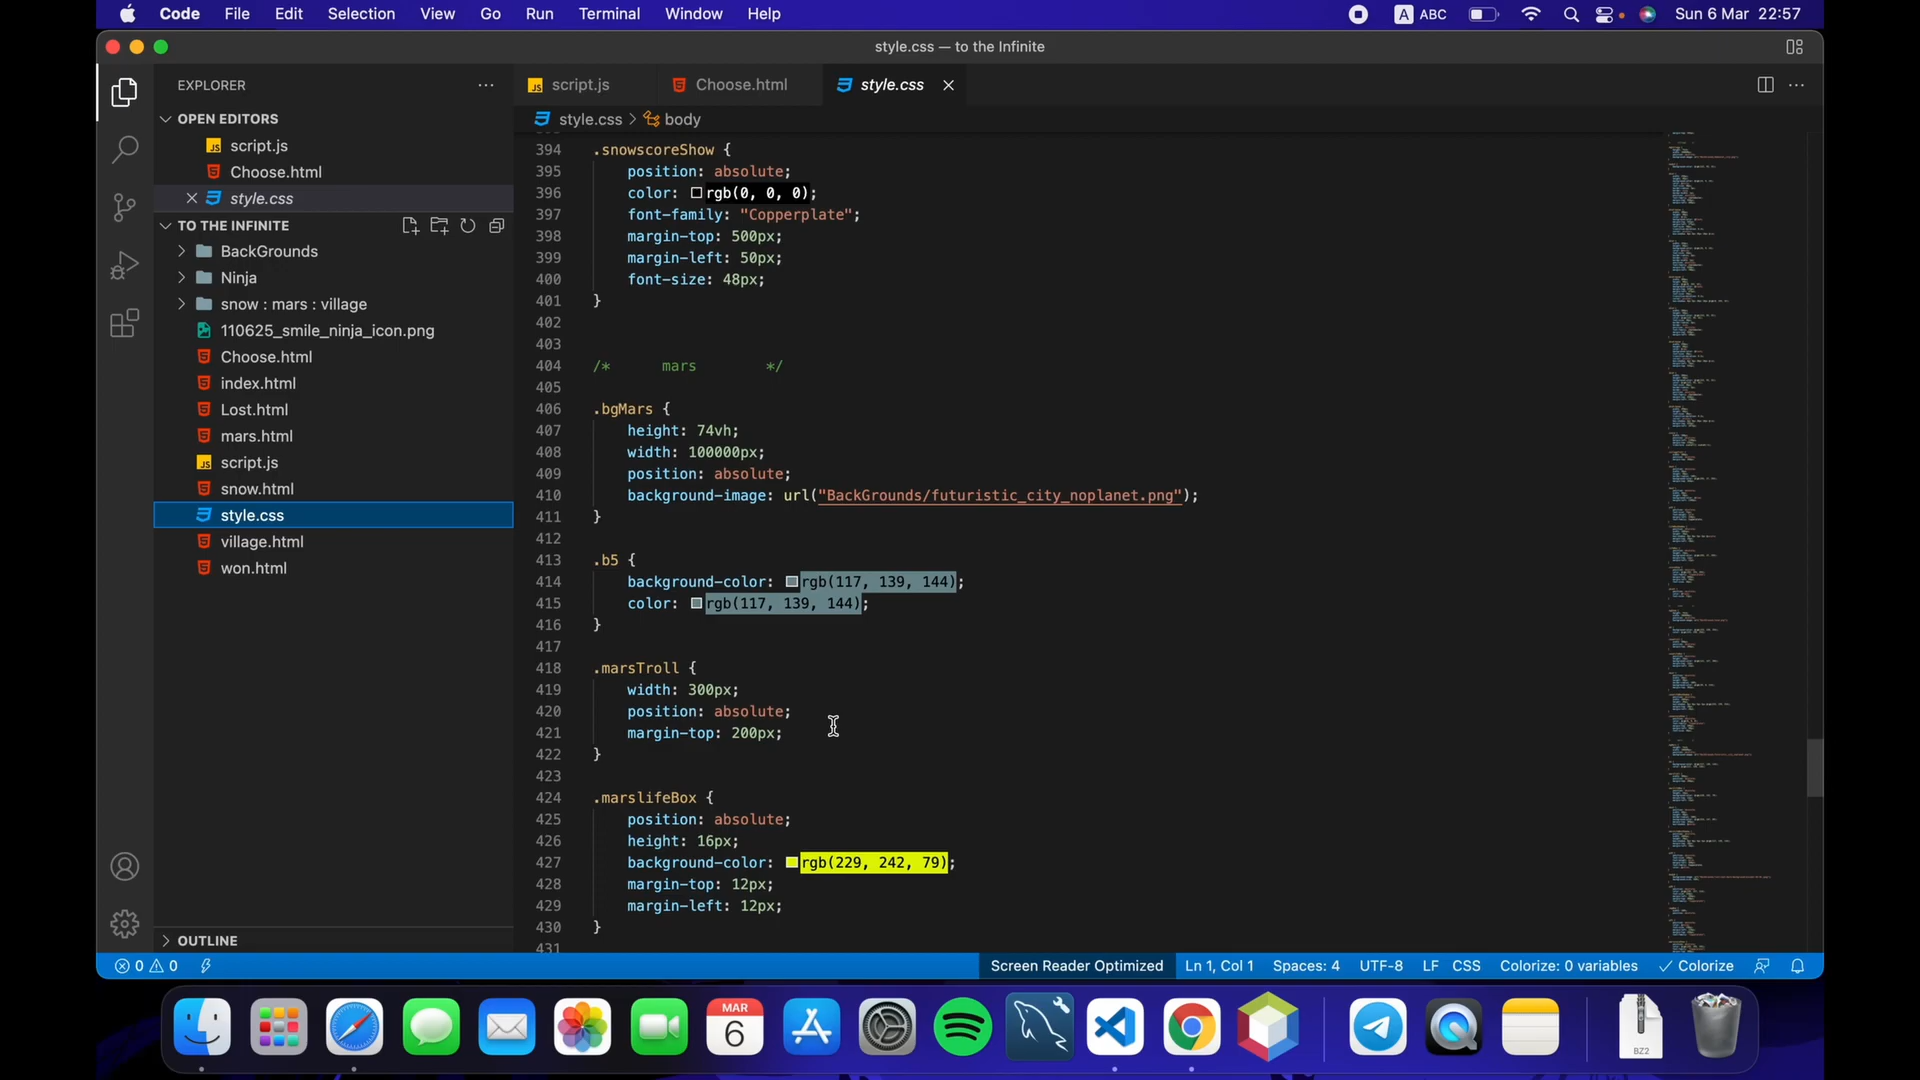 Code File Edit Selection View Go Run Terminal Window Help A ABC Sun 6 Mar 22:57
style.css — to the Infinite
EXPLORER
OPEN EDITORS
JS script.js
Choose.html
style.css
TO THE INFINITE
BackGrounds
Ninja
snow : mars : village
110625_smile_ninja_icon.png
Choose.html
index.html
Lost.html
mars.html
JS script.js
snow.html
style.css
village.html
won.html
OUTLINE
JS script.js Choose.html style.css
style.css > body
394 .snowscoreShow {
395 position: absolute;
396 color: rgb(0, 0, 0);
397 font-family: "Copperplate";
398 margin-top: 500px;
399 margin-left: 50px;
400 font-size: 48px;
401 }
402
403
404 /* mars */
405
406 .bgMars {
407 height: 74vh;
408 width: 100000px;
409 position: absolute;
410 background-image: url("BackGrounds/futuristic_city_noplanet.png");
411 }
412
413 .b5 {
414 background-color: rgb(117, 139, 144);
415 color: rgb(117, 139, 144);
416 }
417
418 .marsTroll {
419 width: 300px;
420 position: absolute;
421 margin-top: 200px;
422 }
423
424 .marslifeBox {
425 position: absolute;
426 height: 16px;
427 background-color: rgb(229, 242, 79);
428 margin-top: 12px;
429 margin-left: 12px;
430 }
431
0 0 Screen Reader Optimized Ln 1, Col 1 Spaces: 4 UTF-8 LF CSS Colorize: 0 variables Colorize
MAR
6
BZ2